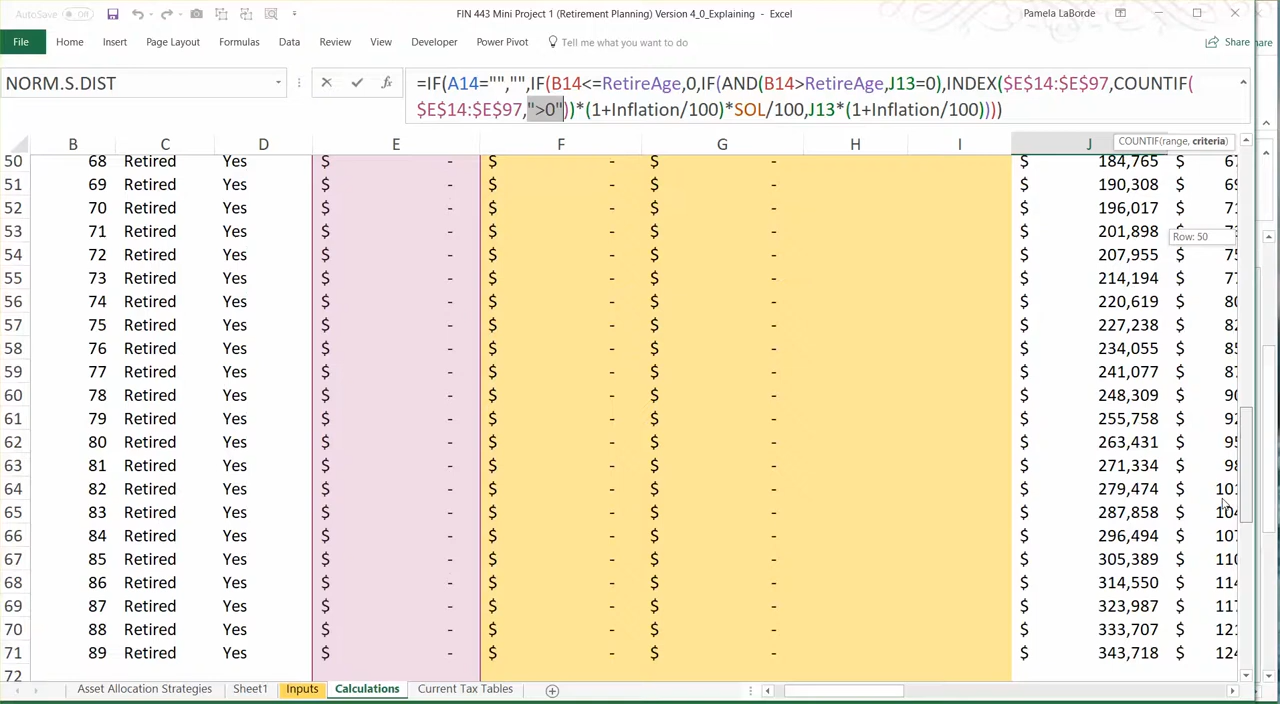 AutoSave Off FIN 443 Mini Project 1 (Retirement Planning) Version 4_0_Explaining - Excel Pamela LaBorde
File Home Insert Draw Page Layout Formulas Data Review View Developer Power Pivot Tell me what you want to do Share
NORM.S.DIST =IF(A14="","",IF(B14<=RetireAge,0,IF(AND(B14>RetireAge,J13=0),INDEX($E$14:$E$97,COUNTIF(
$E$14:$E$97,">0"))*(1+Inflation/100)*SOL/100,J13*(1+Inflation/100))))
COUNTIF(range, criteria)
B C D E F G H I J
50 68 Retired Yes $ - $ - $ - $ 184,765 $
51 69 Retired Yes $ - $ - $ - $ 190,308 $
52 70 Retired Yes $ - $ - $ - $ 196,017 $
53 71 Retired Yes $ - $ - $ - $ 201,898 $
Row: 50
54 72 Retired Yes $ - $ - $ - $ 207,955 $
55 73 Retired Yes $ - $ - $ - $ 214,194 $
56 74 Retired Yes $ - $ - $ - $ 220,619 $
57 75 Retired Yes $ - $ - $ - $ 227,238 $
58 76 Retired Yes $ - $ - $ - $ 234,055 $
59 77 Retired Yes $ - $ - $ - $ 241,077 $
60 78 Retired Yes $ - $ - $ - $ 248,309 $
61 79 Retired Yes $ - $ - $ - $ 255,758 $
62 80 Retired Yes $ - $ - $ - $ 263,431 $
63 81 Retired Yes $ - $ - $ - $ 271,334 $
64 82 Retired Yes $ - $ - $ - $ 279,474 $
65 83 Retired Yes $ - $ - $ - $ 287,858 $
66 84 Retired Yes $ - $ - $ - $ 296,494 $
67 85 Retired Yes $ - $ - $ - $ 305,389 $
68 86 Retired Yes $ - $ - $ - $ 314,550 $
69 87 Retired Yes $ - $ - $ - $ 323,987 $
70 88 Retired Yes $ - $ - $ - $ 333,707 $
71 89 Retired Yes $ - $ - $ - $ 343,718 $
72
Asset Allocation Strategies Sheet1 Inputs Calculations Current Tax Tables